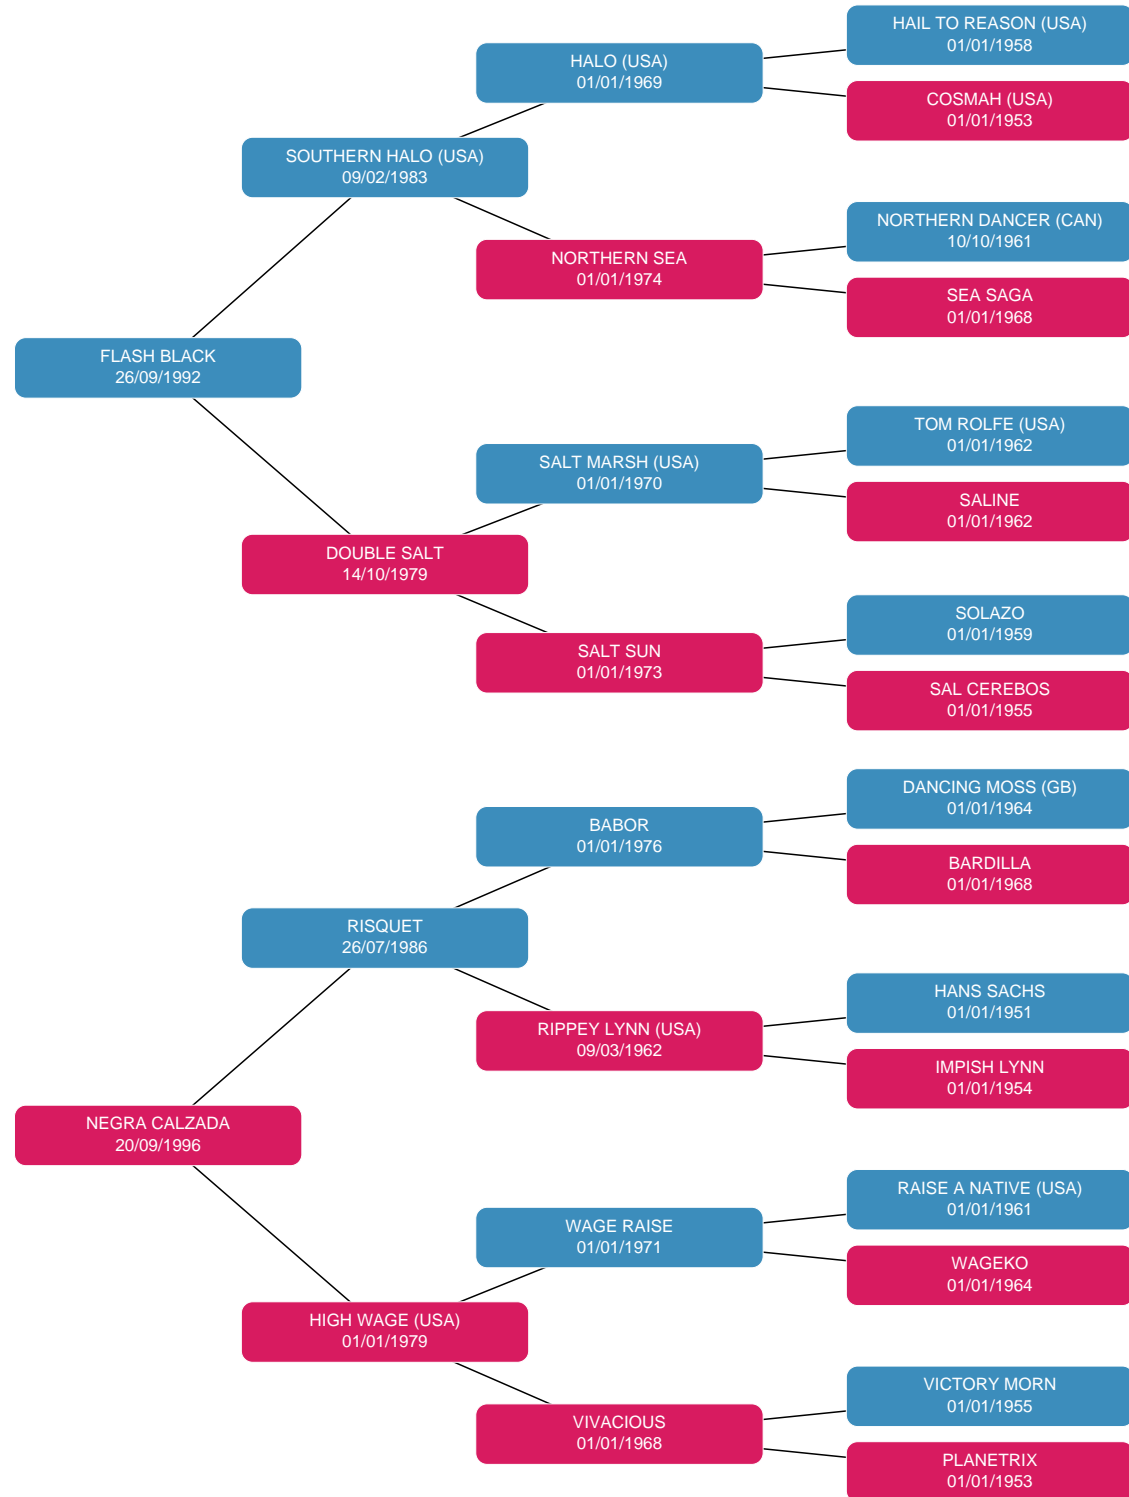 HAIL TO REASON (USA)
01/01/1958
HALO (USA)
01/01/1969
COSMAH (USA)
01/01/1953
SOUTHERN HALO (USA)
09/02/1983
NORTHERN DANCER (CAN)
10/10/1961
NORTHERN SEA
01/01/1974
SEA SAGA
01/01/1968
FLASH BLACK
26/09/1992
TOM ROLFE (USA)
01/01/1962
SALT MARSH (USA)
01/01/1970
SALINE
01/01/1962
DOUBLE SALT
14/10/1979
SOLAZO
01/01/1959
SALT SUN
01/01/1973
SAL CEREBOS
01/01/1955
DANCING MOSS (GB)
01/01/1964
BABOR
01/01/1976
BARDILLA
01/01/1968
RISQUET
26/07/1986
HANS SACHS
01/01/1951
RIPPEY LYNN (USA)
09/03/1962
IMPISH LYNN
01/01/1954
NEGRA CALZADA
20/09/1996
RAISE A NATIVE (USA)
01/01/1961
WAGE RAISE
01/01/1971
WAGEKO
01/01/1964
HIGH WAGE (USA)
01/01/1979
VICTORY MORN
01/01/1955
VIVACIOUS
01/01/1968
PLANETRIX
01/01/1953